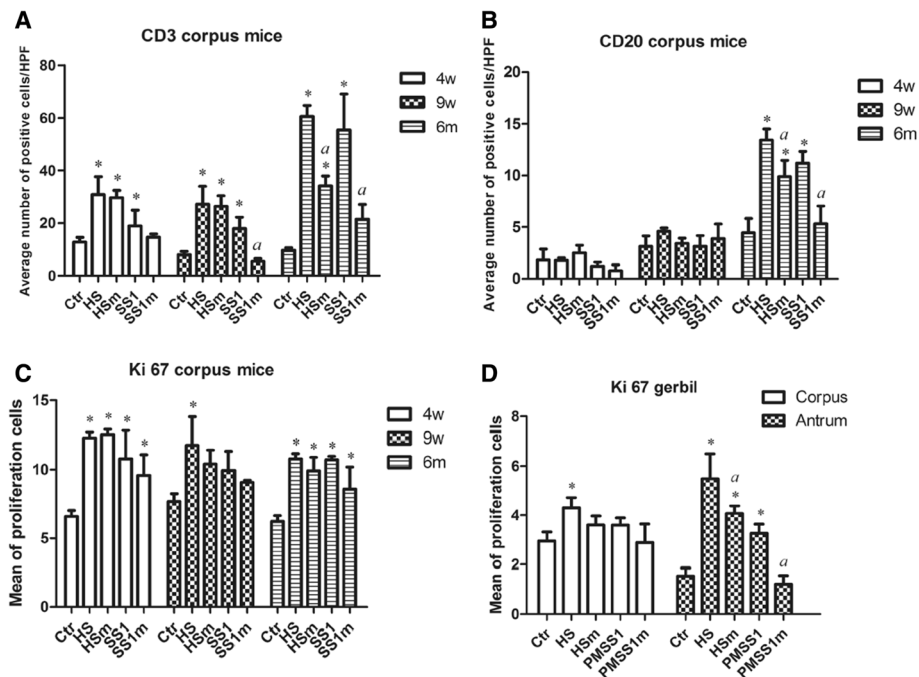 A
CD3 corpus mice
Average number of positive cells/HPF
80
60
40
20
0
* * *
* * * a
* a * * a
Ctr HS HSm SS1 SS1m
Ctr HS HSm SS1 SS1m
Ctr HS HSm SS1 SS1m
4w
9w
6m
B
CD20 corpus mice
Average number of positive cells/HPF
20
15
10
5
0
* a * * a
Ctr HS HSm SS1 SS1m
Ctr HS HSm SS1 SS1m
Ctr HS HSm SS1 SS1m
4w
9w
6m
C
Ki 67 corpus mice
Mean of proliferation cells
15
10
5
0
* * * *
*
* * * *
Ctr HS HSm SS1 SS1m
Ctr HS HSm SS1 SS1m
Ctr HS HSm SS1 SS1m
4w
9w
6m
D
Ki 67 gerbil
Mean of proliferation cells
8
6
4
2
0
*
* a * * a
Ctr HS HSm PMSS1 PMSS1m
Ctr HS HSm PMSS1 PMSS1m
Corpus
Antrum